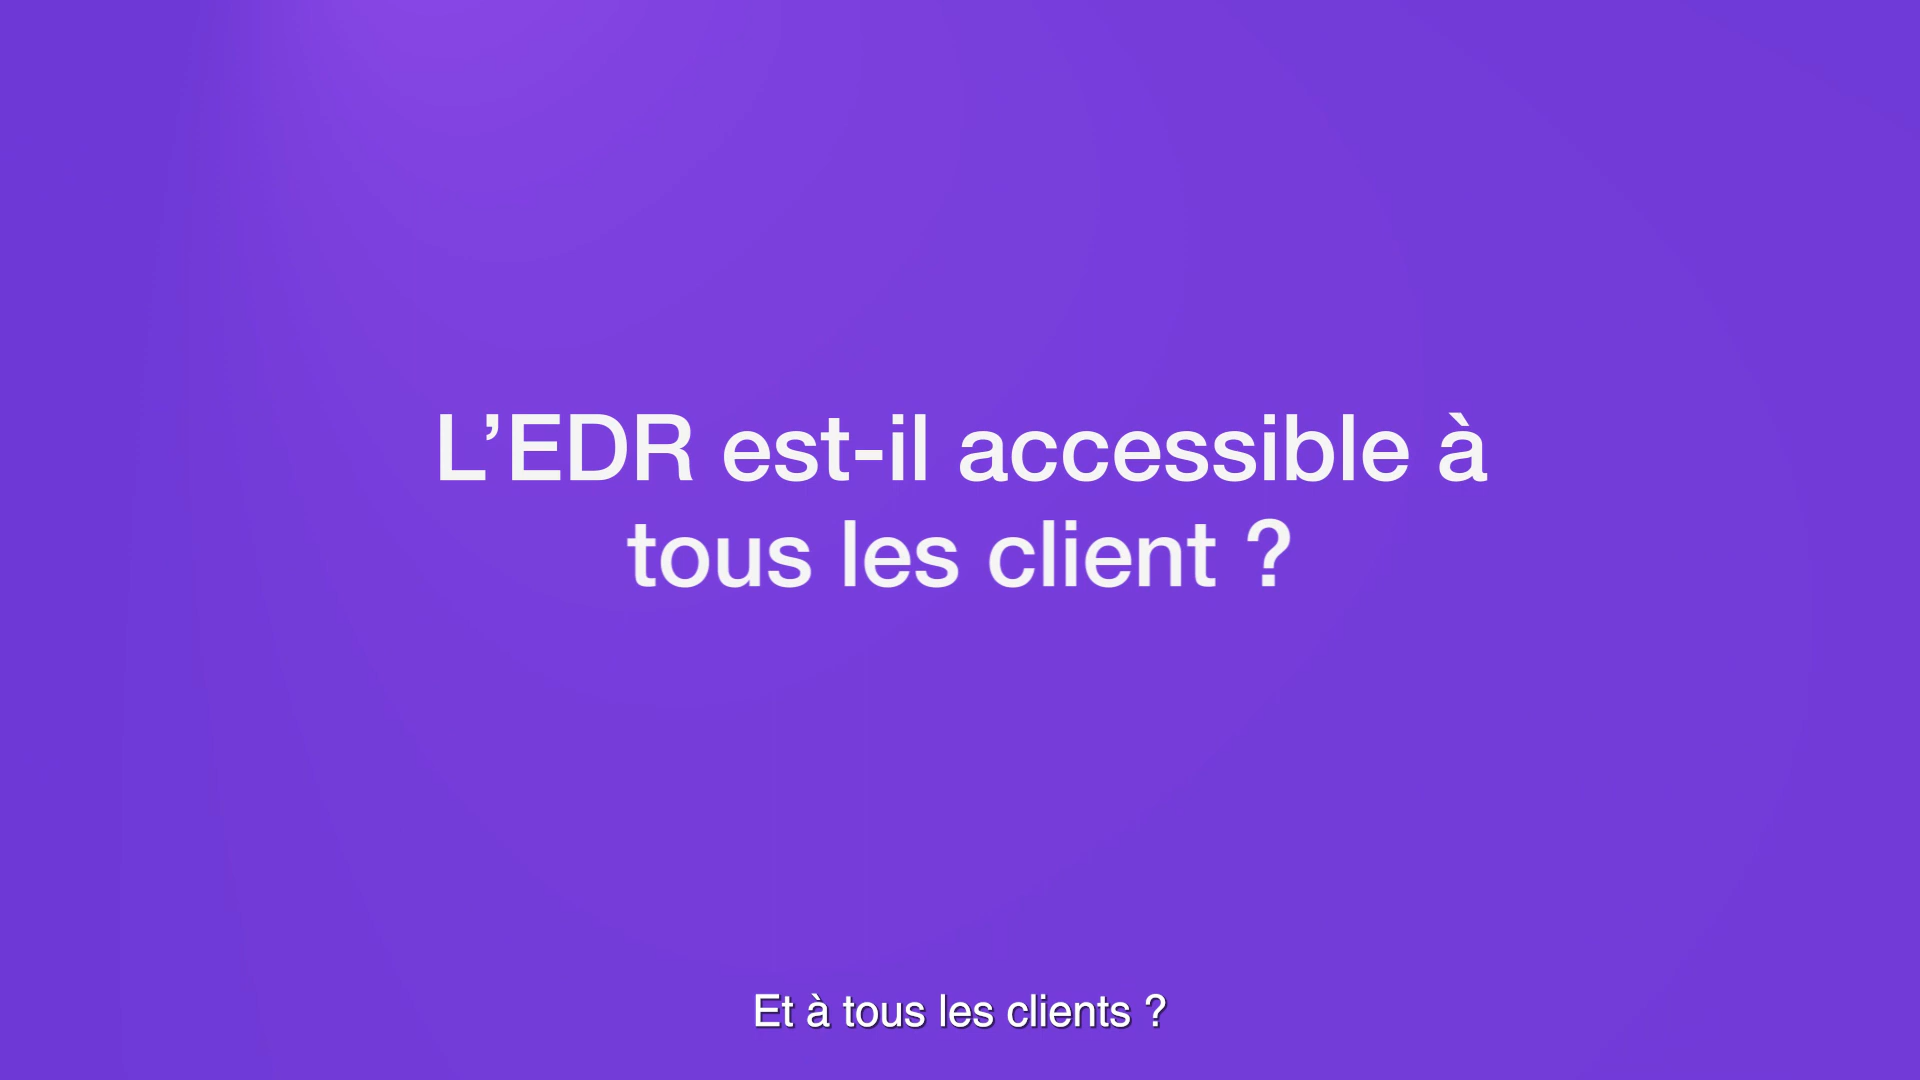 L’EDR est-il accessible à
tous les client ?
Et à tous les clients ?